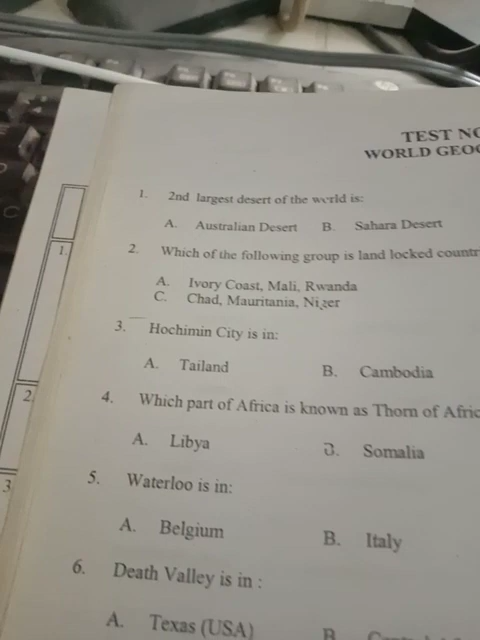 TEST NO
WORLD GEOG
1. 2nd largest desert of the world is:
A. Australian Desert B. Sahara Desert
2. Which of the following group is land locked countr
A. Ivory Coast, Mali, Rwanda
C. Chad, Mauritania, Niger
3. Hochimin City is in:
A. Tailand B. Cambodia
4. Which part of Africa is known as Thorn of Afric
A. Libya B. Somalia
5. Waterloo is in:
A. Belgium B. Italy
6. Death Valley is in :
A. Texas (USA) B
1.
2.
3